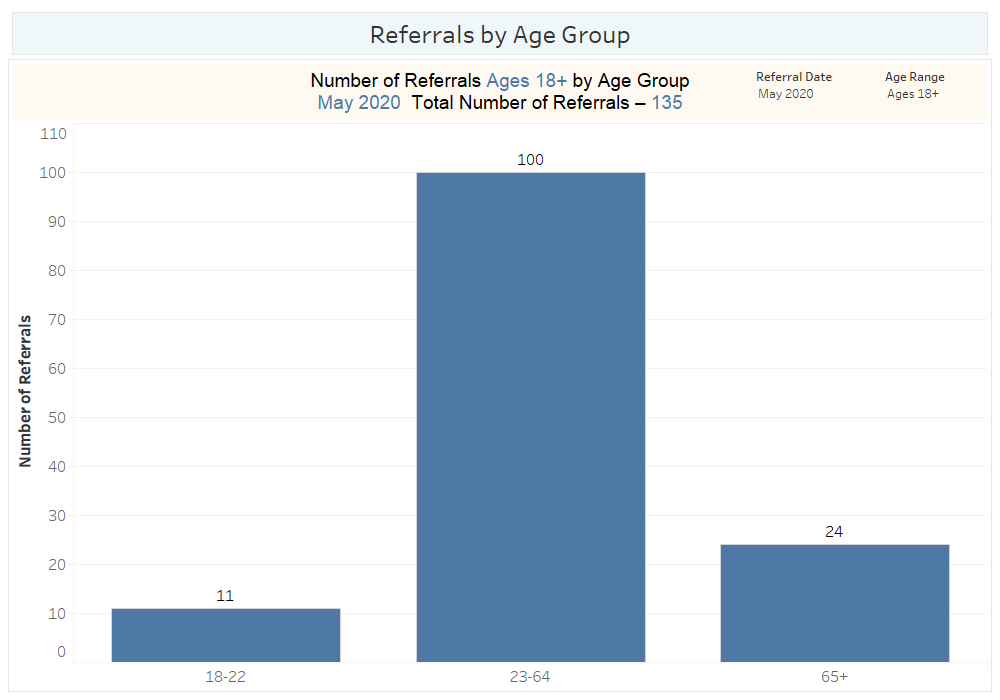 Referrals by Age Group
Number of Referrals Ages 18+ by Age Group
May 2020 Total Number of Referrals – 135
Referral Date
May 2020
Age Range
Ages 18+
Number of Referrals
110
100
90
80
70
60
50
40
30
20
10
0
11
100
24
18-22
23-64
65+